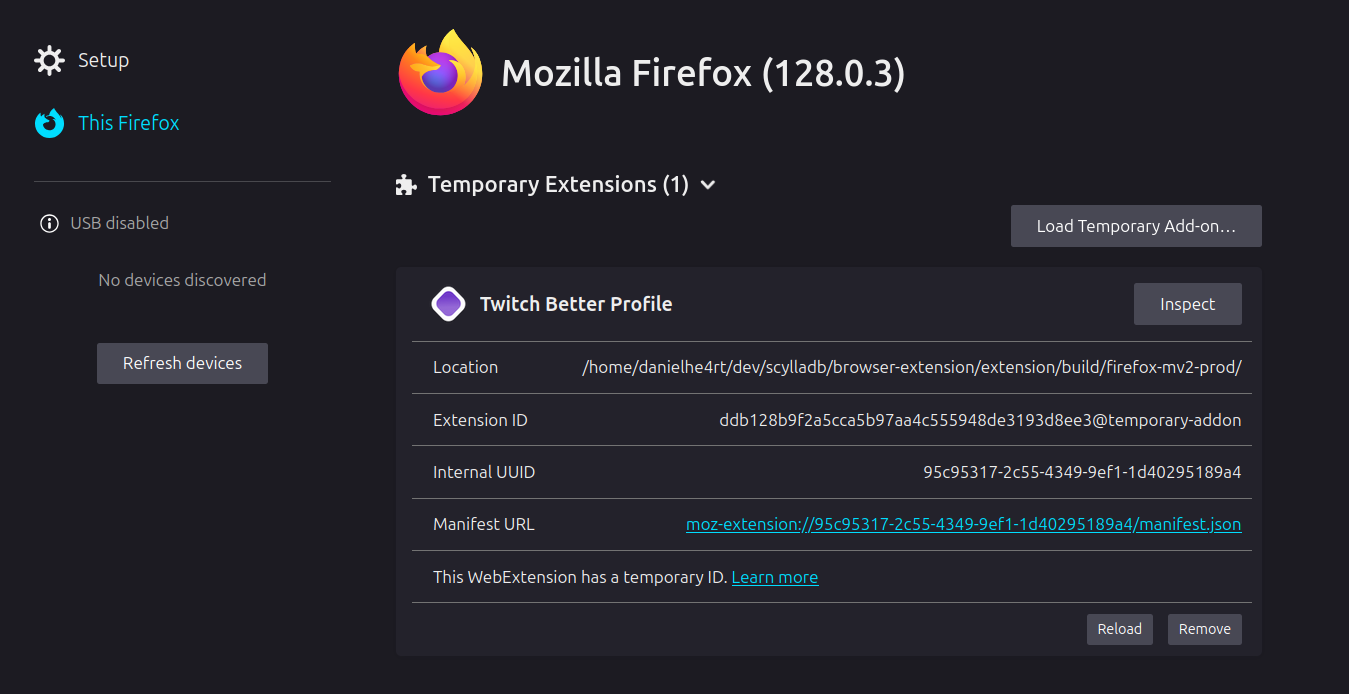 Setup
This Firefox
USB disabled
No devices discovered
Refresh devices
Mozilla Firefox (128.0.3)
Temporary Extensions (1)
Load Temporary Add-on...
Twitch Better Profile
Inspect
Location /home/danielhe4rt/dev/scylladb/browser-extension/extension/build/firefox-mv2-prod/
Extension ID ddb128b9f2a5cca5b97aa4c555948de3193d8ee3@temporary-addon
Internal UUID 95c95317-2c55-4349-9ef1-1d40295189a4
Manifest URL moz-extension://95c95317-2c55-4349-9ef1-1d40295189a4/manifest.json
This WebExtension has a temporary ID. Learn more
Reload Remove